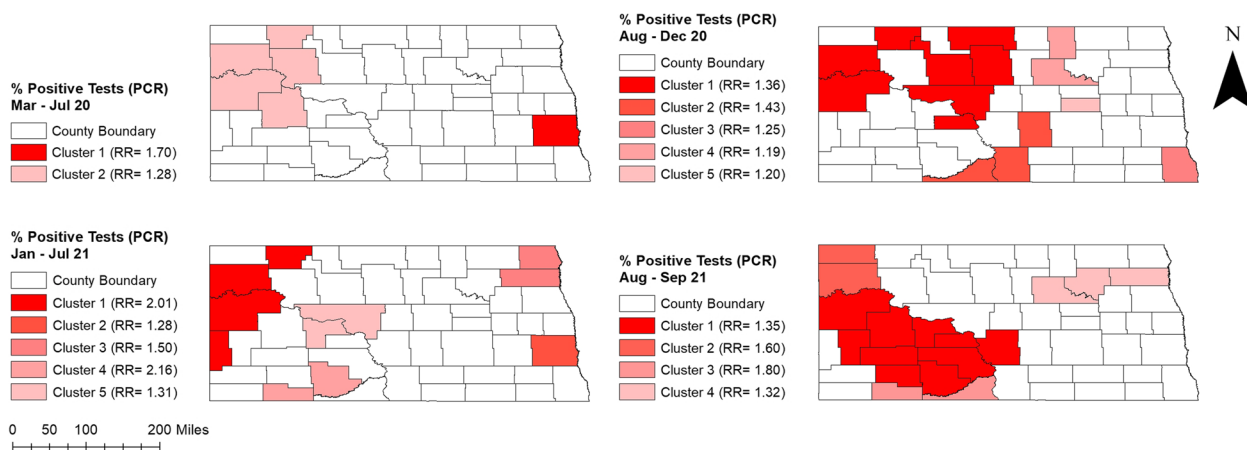 % Positive Tests (PCR)
Mar - Jul 20
County Boundary
Cluster 1 (RR= 1.70)
Cluster 2 (RR= 1.28)
% Positive Tests (PCR)
Aug - Dec 20
County Boundary
Cluster 1 (RR= 1.36)
Cluster 2 (RR= 1.43)
Cluster 3 (RR= 1.25)
Cluster 4 (RR= 1.19)
Cluster 5 (RR= 1.20)
N
% Positive Tests (PCR)
Jan - Jul 21
County Boundary
Cluster 1 (RR= 2.01)
Cluster 2 (RR= 1.28)
Cluster 3 (RR= 1.50)
Cluster 4 (RR= 2.16)
Cluster 5 (RR= 1.31)
% Positive Tests (PCR)
Aug - Sep 21
County Boundary
Cluster 1 (RR= 1.35)
Cluster 2 (RR= 1.60)
Cluster 3 (RR= 1.80)
Cluster 4 (RR= 1.32)
0 50 100 200 Miles